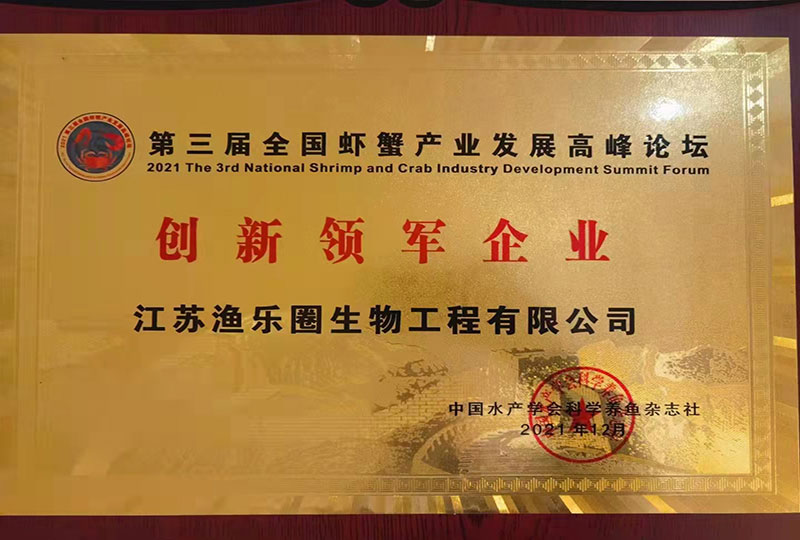 第三届全国虾蟹产业发展高峰论坛
2021 The 3rd National Shrimp and Crab Industry Development Summit Forum
创新领军企业
江苏渔乐圈生物工程有限公司
中国水产学会科学养鱼杂志社
2021年12月